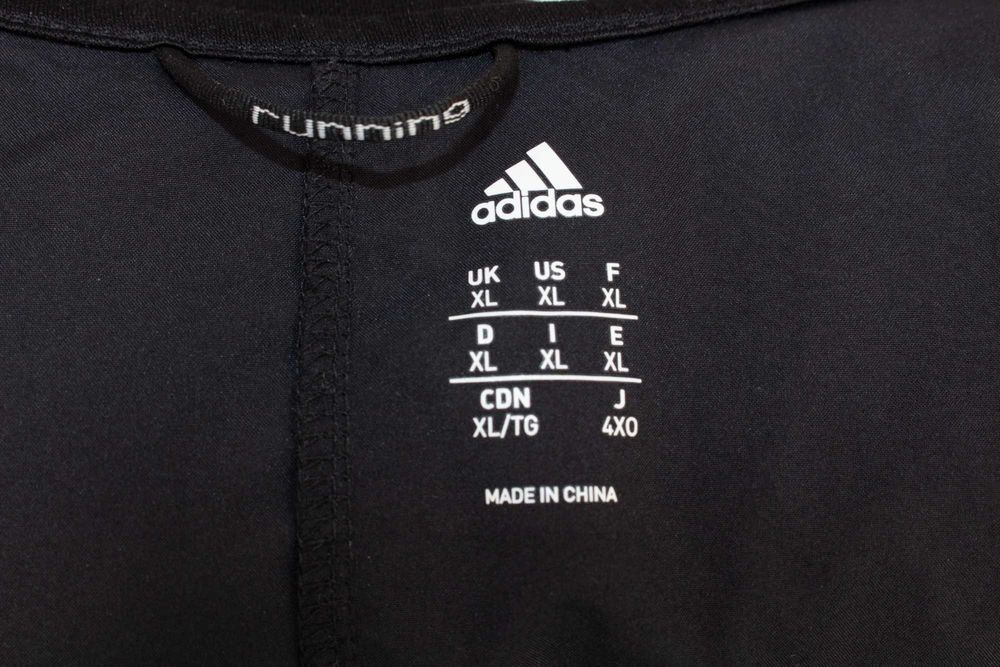 running
adidas
UK US F
XL XL XL
D I E
XL XL XL
CDN J
XL/TG 4XO
MADE IN CHINA